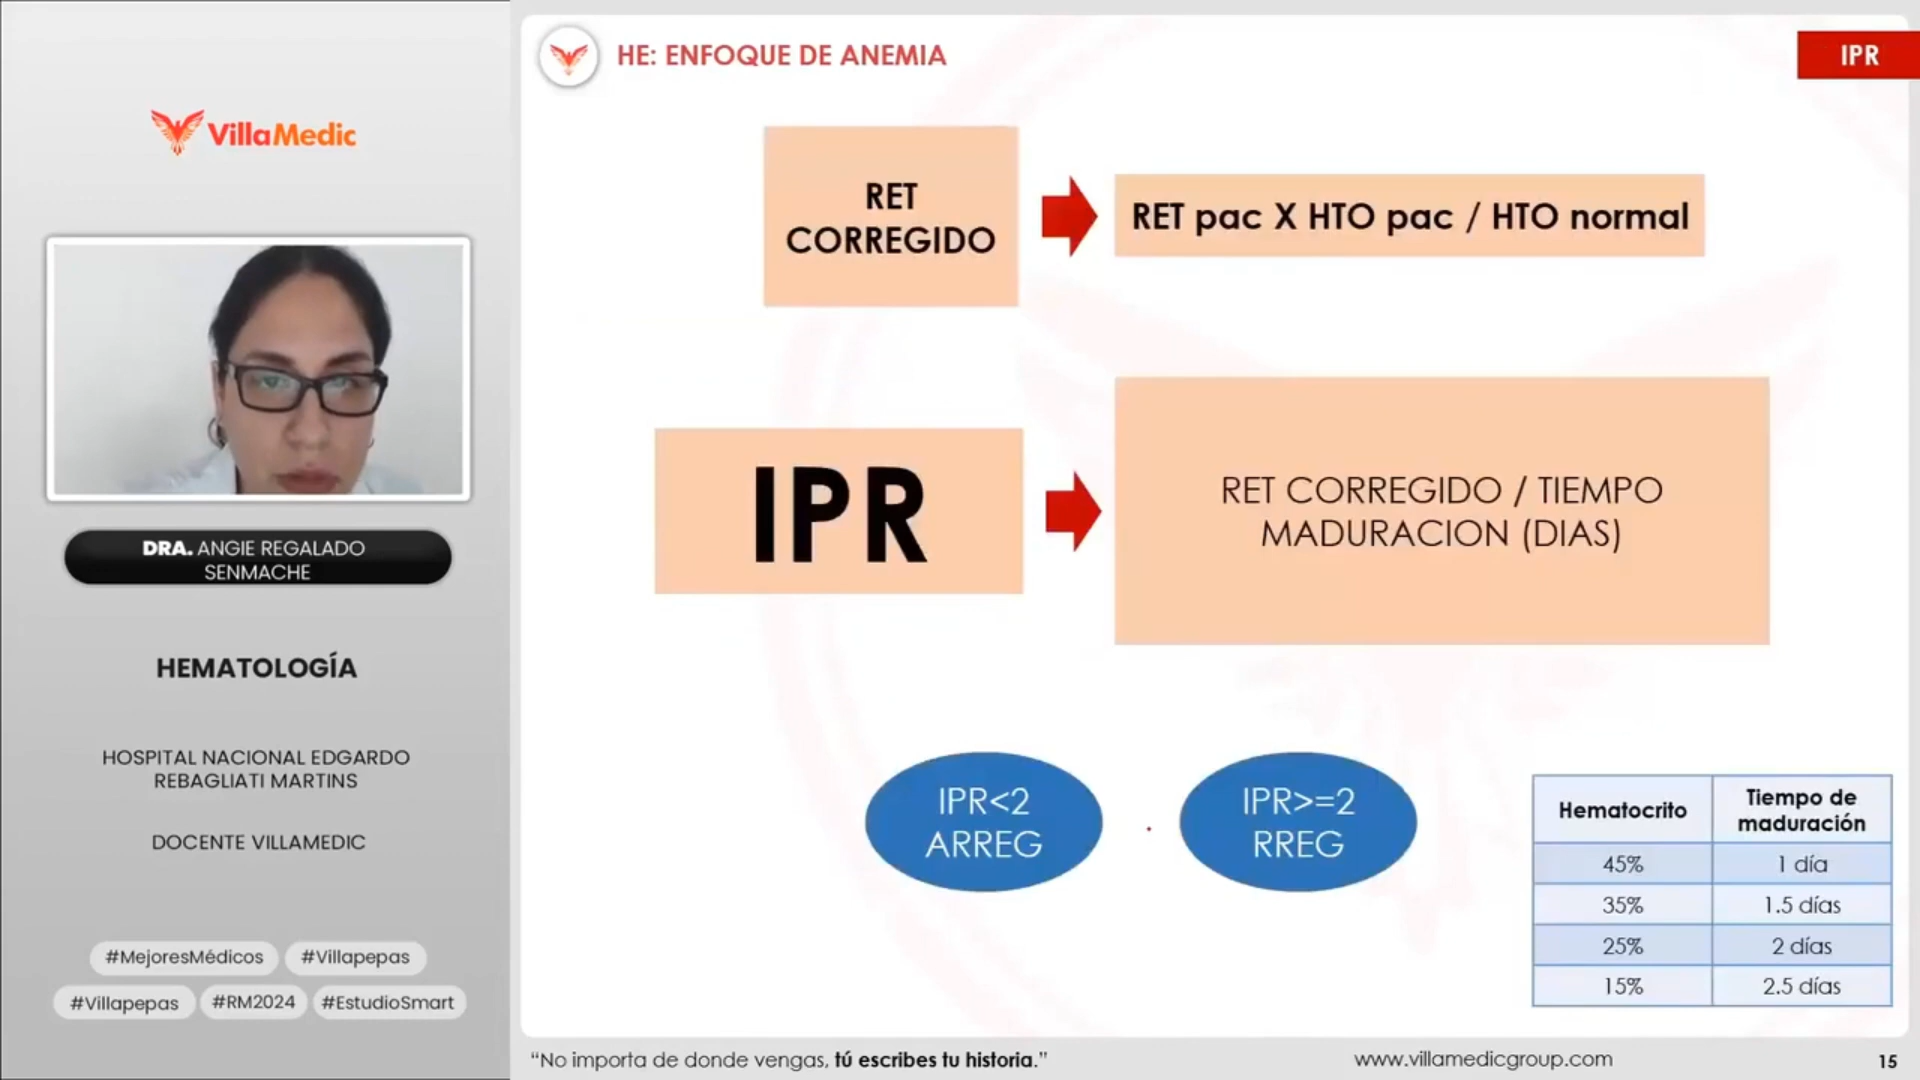 VillaMedic
DRA. ANGIE REGALADO
SENMACHE
HEMATOLOGÍA
HOSPITAL NACIONAL EDGARDO
REBAGLIATI MARTINS
DOCENTE VILLAMEDIC
#MejoresMédicos #Villapepas
#Villapepas #RM2024 #EstudioSmart
HE: ENFOQUE DE ANEMIA
IPR
RET
CORREGIDO
RET pac X HTO pac / HTO normal
IPR
RET CORREGIDO / TIEMPO
MADURACION (DIAS)
IPR<2
ARREG
IPR>=2
RREG
Hematocrito Tiempo de
maduración
45% 1 día
35% 1.5 días
25% 2 días
15% 2.5 días
“No importa de donde vengas, tú escribes tu historia.”
www.villamedicgroup.com
15